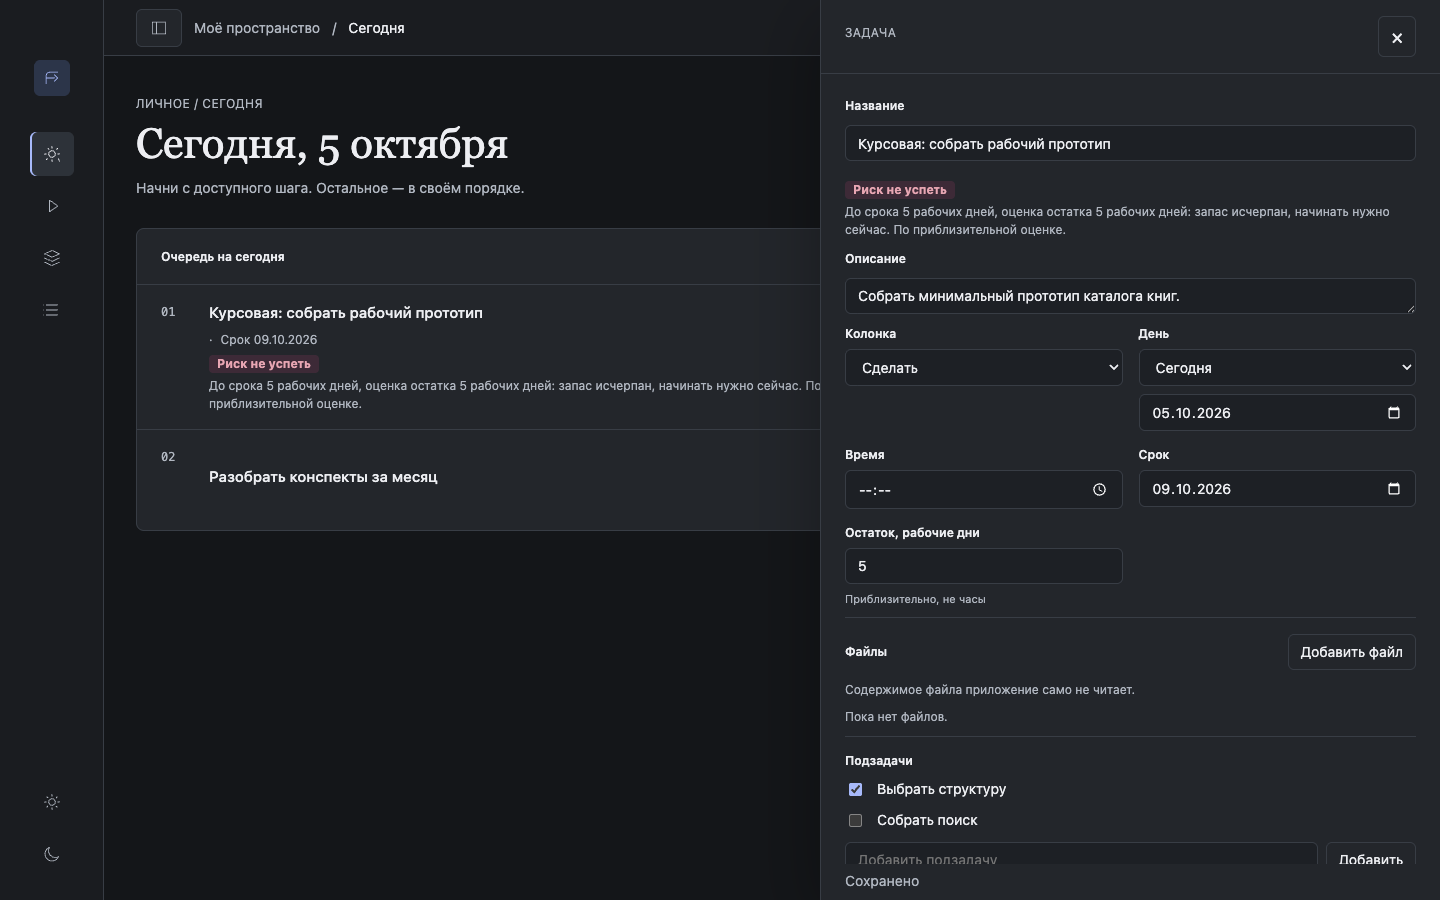 Моё пространство / Сегодня
ЛИЧНОЕ / СЕГОДНЯ
Сегодня, 5 октября
Начни с доступного шага. Остальное — в своём порядке.
Очередь на сегодня
01
Курсовая: собрать рабочий прототип
· Срок 09.10.2026
Риск не успеть
До срока 5 рабочих дней, оценка остатка 5 рабочих дней: запас исчерпан, начинать нужно сейчас. По
приблизительной оценке.
02
Разобрать конспекты за месяц
ЗАДАЧА
×
Название
Курсовая: собрать рабочий прототип
Риск не успеть
До срока 5 рабочих дней, оценка остатка 5 рабочих дней: запас исчерпан, начинать нужно
сейчас. По приблизительной оценке.
Описание
Собрать минимальный прототип каталога книг.
Колонка
Сделать
День
Сегодня
05.10.2026
Время
--:--
Срок
09.10.2026
Остаток, рабочие дни
5
Приблизительно, не часы
Файлы
Добавить файл
Содержимое файла приложение само не читает.
Пока нет файлов.
Подзадачи
Выбрать структуру
Собрать поиск
Добавить подзадачу
Добавить
Сохранено